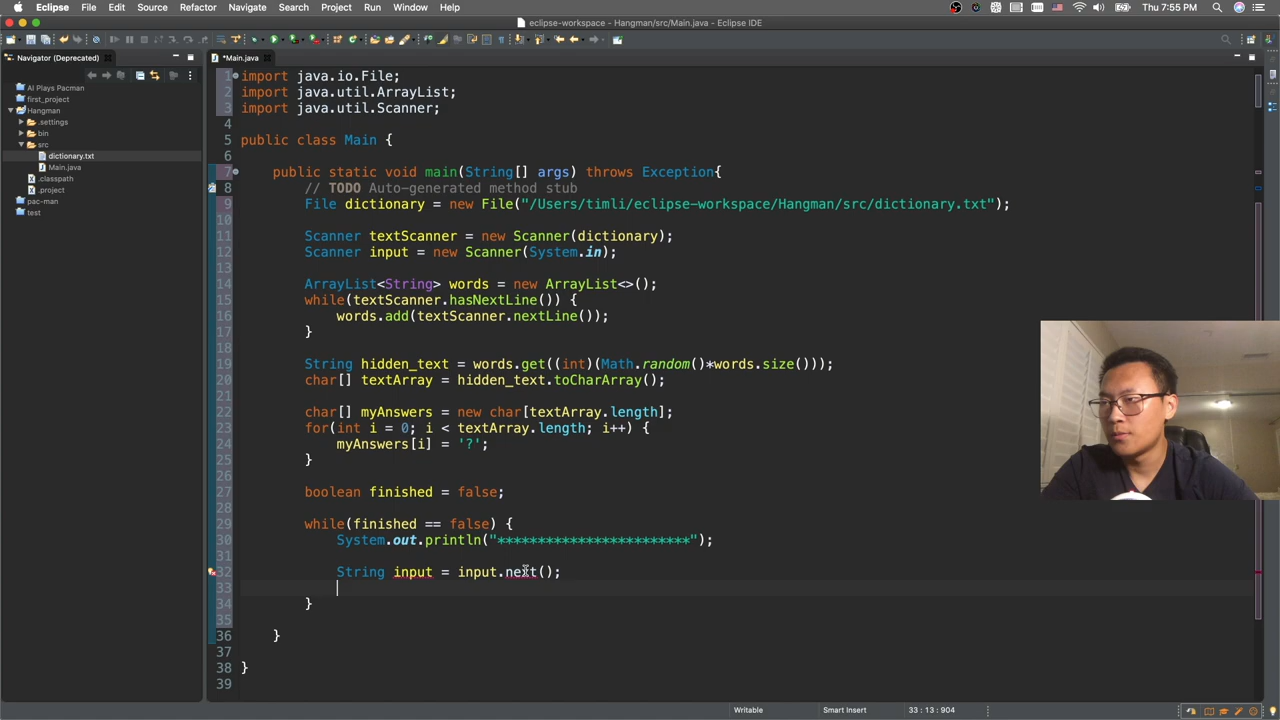 Eclipse File Edit Source Refactor Navigate Search Project Run Window Help Thu 7:55 PM
eclipse-workspace - Hangman/src/Main.java - Eclipse IDE
Navigator (Deprecated)
*Main.java
AI Plays Pacman
first_project
Hangman
.settings
bin
src
dictionary.txt
Main.java
.classpath
.project
pac-man
test
1 import java.io.File;
2 import java.util.ArrayList;
3 import java.util.Scanner;
4
5 public class Main {
6
7 public static void main(String[] args) throws Exception{
8 // TODO Auto-generated method stub
9 File dictionary = new File("/Users/timli/eclipse-workspace/Hangman/src/dictionary.txt");
10
11 Scanner textScanner = new Scanner(dictionary);
12 Scanner input = new Scanner(System.in);
13
14 ArrayList<String> words = new ArrayList<>();
15 while(textScanner.hasNextLine()) {
16 words.add(textScanner.nextLine());
17 }
18
19 String hidden_text = words.get((int)(Math.random()*words.size()));
20 char[] textArray = hidden_text.toCharArray();
21
22 char[] myAnswers = new char[textArray.length];
23 for(int i = 0; i < textArray.length; i++) {
24 myAnswers[i] = '?';
25 }
26
27 boolean finished = false;
28
29 while(finished == false) {
30 System.out.println("************************");
31
32 String input = input.next();
33
34 }
35
36 }
37
38 }
39
Writable Smart Insert 33 : 13 : 904